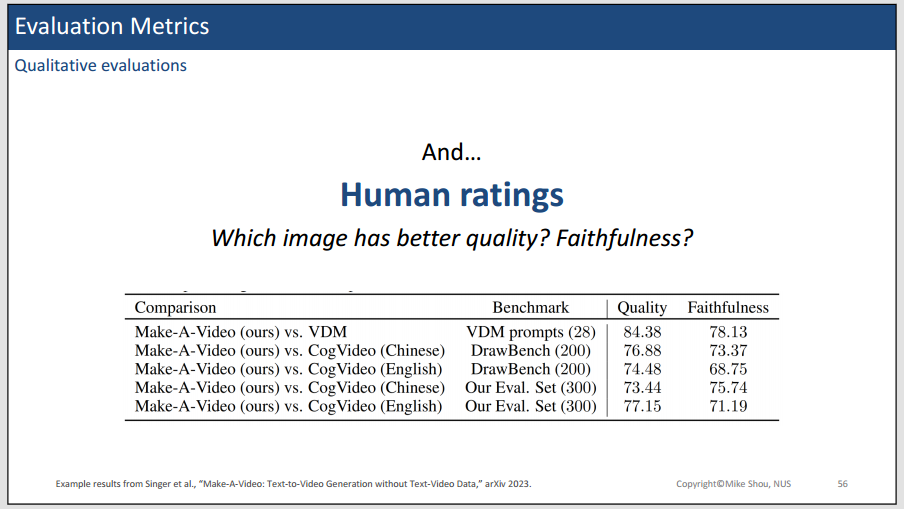 Evaluation Metrics
Qualitative evaluations
And...
Human ratings
Which image has better quality? Faithfulness?
Comparison Benchmark Quality Faithfulness
Make-A-Video (ours) vs. VDM VDM prompts (28) 84.38 78.13
Make-A-Video (ours) vs. CogVideo (Chinese) DrawBench (200) 76.88 73.37
Make-A-Video (ours) vs. CogVideo (English) DrawBench (200) 74.48 68.75
Make-A-Video (ours) vs. CogVideo (Chinese) Our Eval. Set (300) 73.44 75.74
Make-A-Video (ours) vs. CogVideo (English) Our Eval. Set (300) 77.15 71.19
Example results from Singer et al., “Make-A-Video: Text-to-Video Generation without Text-Video Data,” arXiv 2023. Copyright©Mike Shou, NUS 56